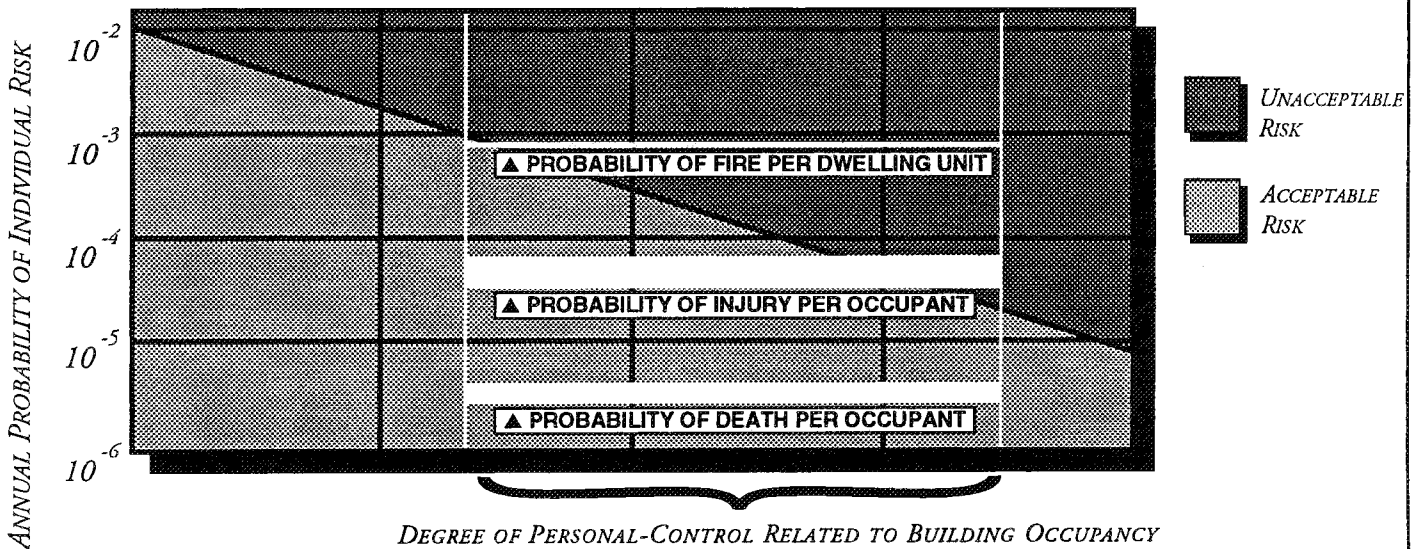 ANNUAL PROBABILITY OF INDIVIDUAL RISK
10⁻²
10⁻³
10⁻⁴
10⁻⁵
10⁻⁶
▲ PROBABILITY OF FIRE PER DWELLING UNIT
▲ PROBABILITY OF INJURY PER OCCUPANT
▲ PROBABILITY OF DEATH PER OCCUPANT
UNACCEPTABLE
RISK
ACCEPTABLE
RISK
DEGREE OF PERSONAL-CONTROL RELATED TO BUILDING OCCUPANCY